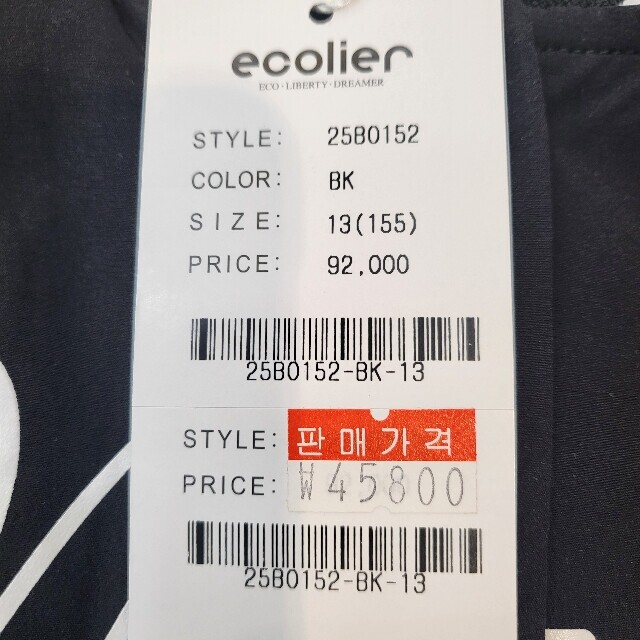 ecolier
ECO·LIBERTY·DREAMER
STYLE: 25B0152
COLOR: BK
SIZE: 13(155)
PRICE: 92,000
25B0152-BK-13
STYLE: 판매가격
PRICE: ₩45800
25B0152-BK-13